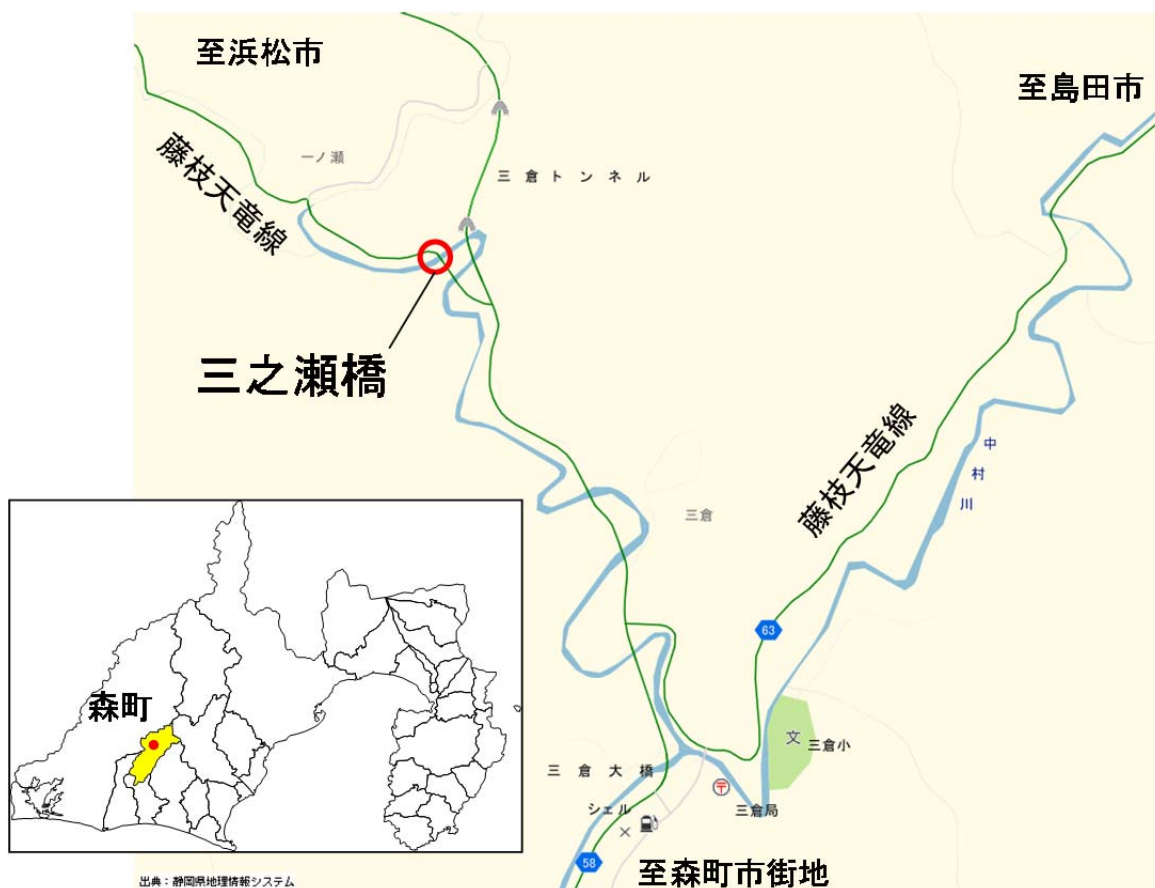 至浜松市
至島田市
藤枝天竜線
一ノ瀬
三倉トンネル
三之瀬橋
藤枝天竜線
中村川
三倉
63
森町
文
三倉小
三倉大橋
〒
シェル
三倉局
58
至森町市街地
出典：静岡県地理情報システム